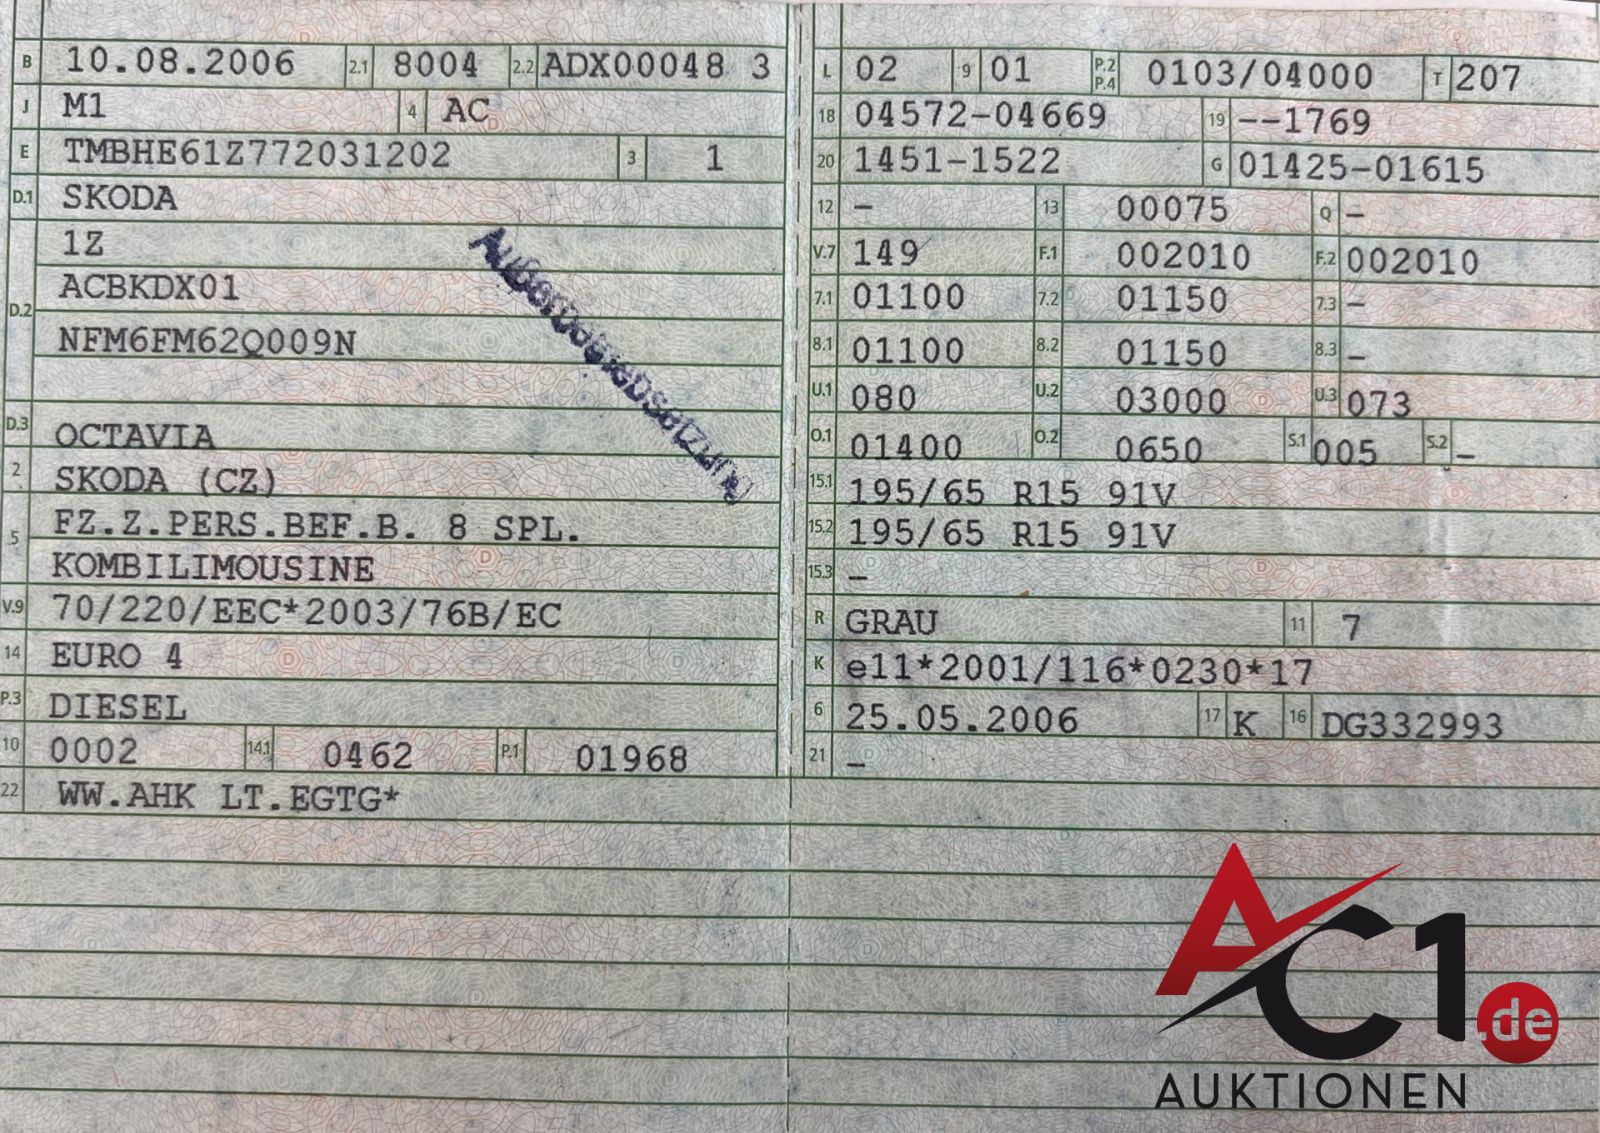 B 10.08.2006 2.1 8004 2.2 ADX00048 3
J M1 4 AC
E TMBHE61Z772031202 3 1
D.1 SKODA
1Z
D.2 ACBKDX01
NFM6FM62Q009N
D.3 OCTAVIA
2 SKODA (CZ)
5 FZ.Z.PERS.BEF.B. 8 SPL.
KOMBILIMOUSINE
V.9 70/220/EEC*2003/76B/EC
14 EURO 4
P.3 DIESEL
10 0002 14.1 0462 P.1 01968
22 WW.AHK LT.EGTG*
Außer Betrieb gesetzt
L 02 9 01 P.2 P.4 0103/04000 T 207
18 04572-04669 19 --1769
20 1451-1522 G 01425-01615
12 - 13 00075 Q -
V.7 149 F.1 002010 F.2 002010
7.1 01100 7.2 01150 7.3 -
8.1 01100 8.2 01150 8.3 -
U.1 080 U.2 03000 U.3 073
O.1 01400 O.2 0650 S.1 005 S.2 -
15.1 195/65 R15 91V
15.2 195/65 R15 91V
15.3 -
R GRAU 11 7
K e11*2001/116*0230*17
6 25.05.2006 17 K 16 DG332993
21 -
AC1.de
AUKTIONEN